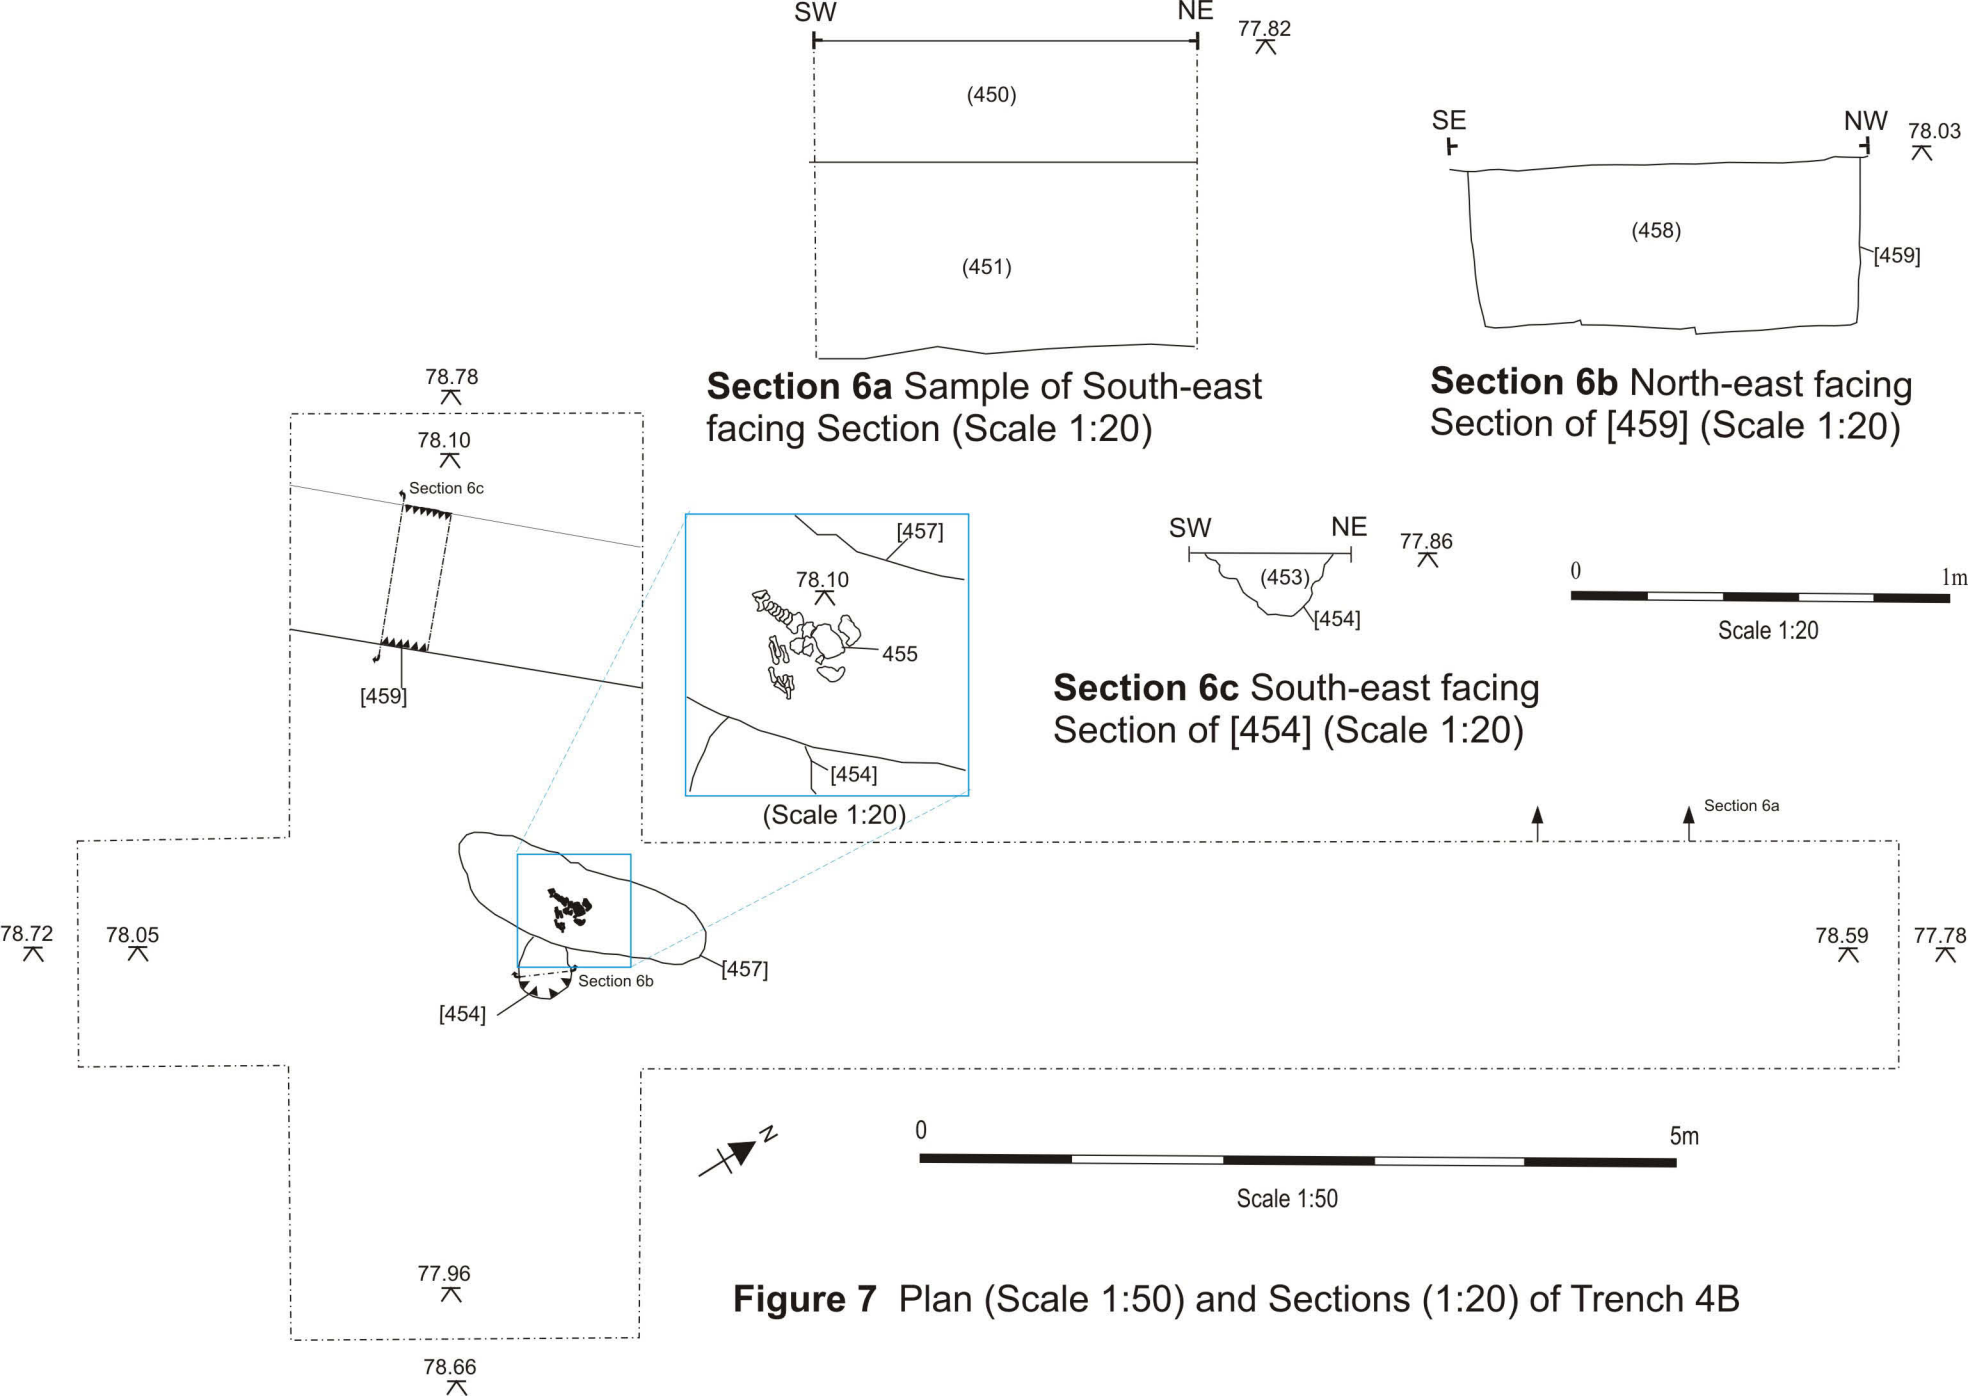 SW
NE
77.82
(450)
(451)
Section 6a Sample of South-east
facing Section (Scale 1:20)
SE
NW
78.03
(458)
[459]
Section 6b North-east facing
Section of [459] (Scale 1:20)
78.78
78.10
Section 6c
[459]
[457]
78.10
455
[454]
(Scale 1:20)
SW
NE
77.86
(453)
[454]
Section 6c South-east facing
Section of [454] (Scale 1:20)
0
1m
Scale 1:20
Section 6a
78.72
78.05
[457]
Section 6b
[454]
78.59
77.78
N
0
5m
Scale 1:50
77.96
78.66
Figure 7 Plan (Scale 1:50) and Sections (1:20) of Trench 4B